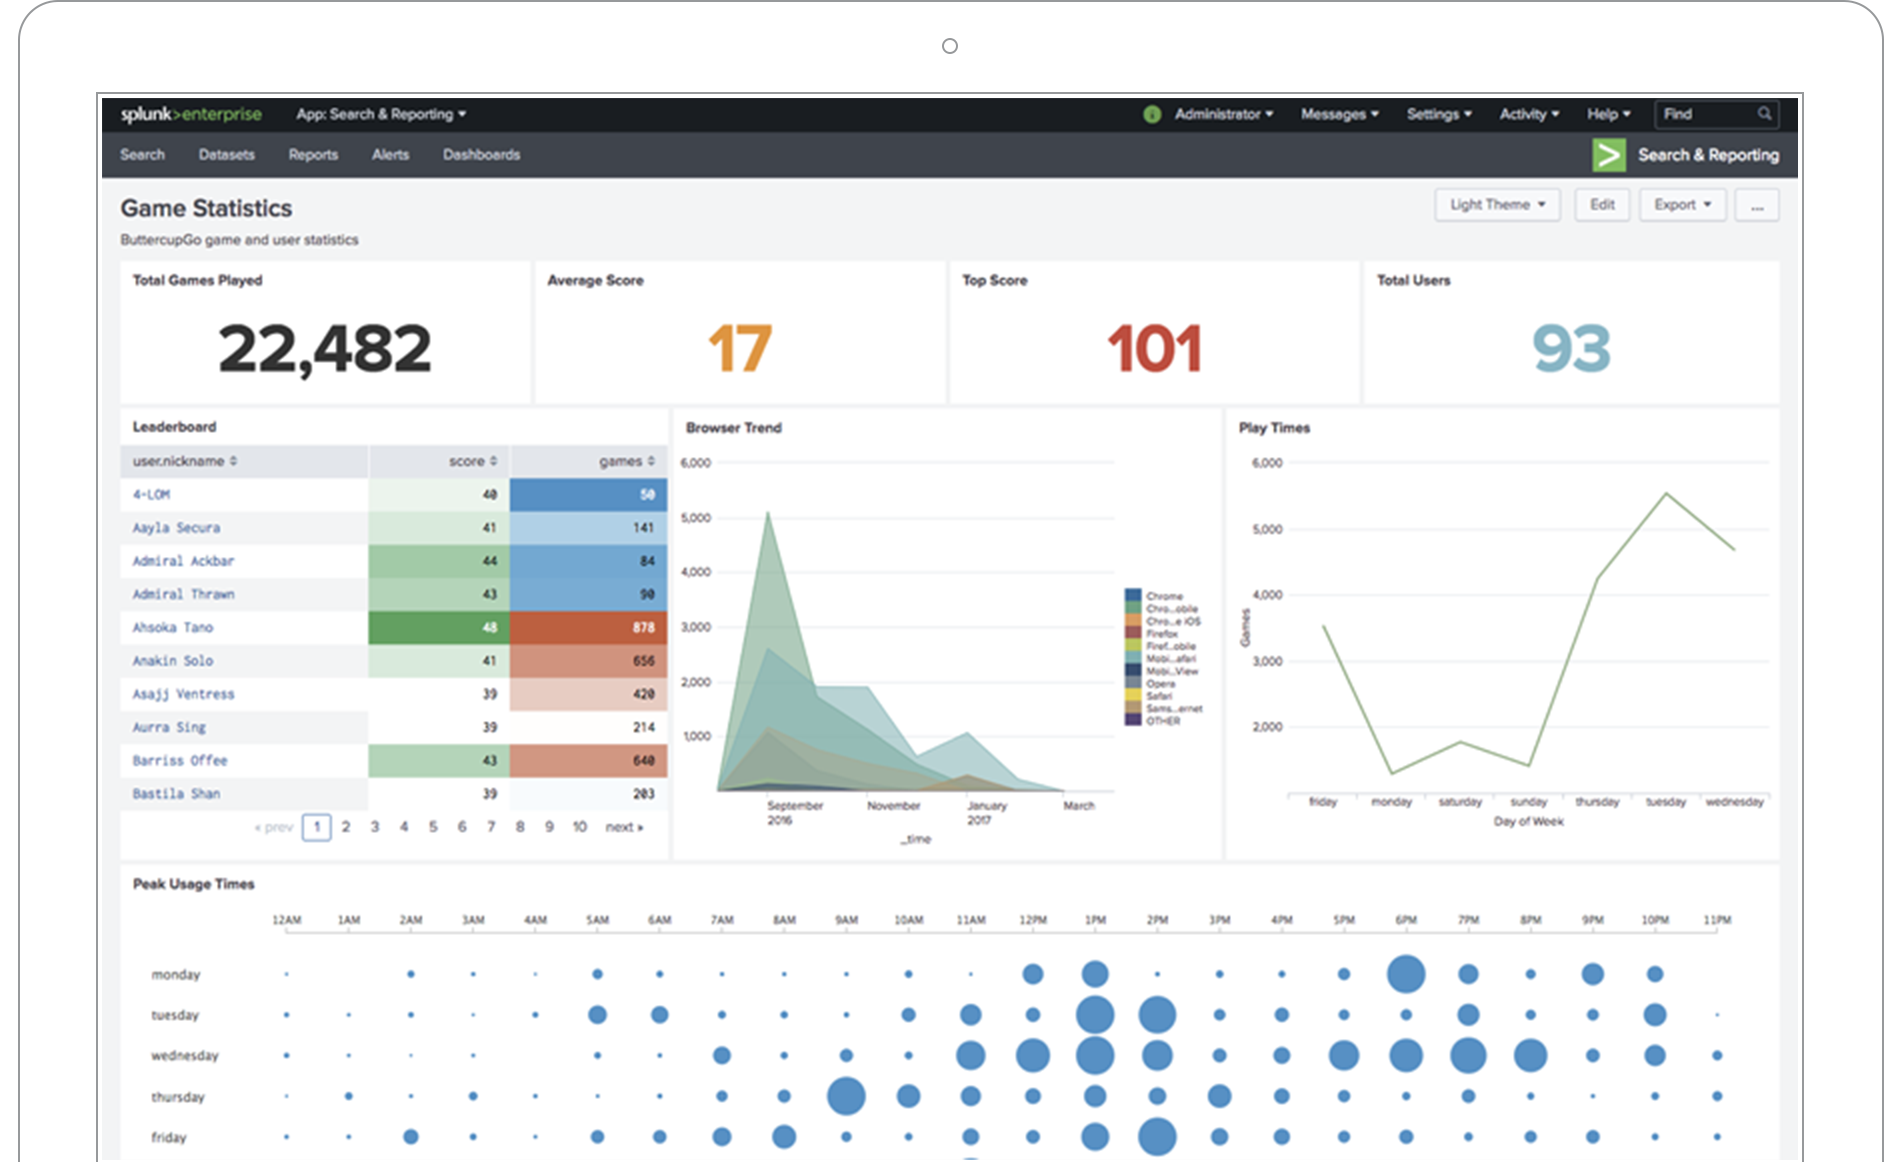 splunk>enterprise App: Search & Reporting i Administrator Messages Settings Activity Help Find
Search Datasets Reports Alerts Dashboards > Search & Reporting
Game Statistics Light Theme Edit Export ...
ButtercupGo game and user statistics
Total Games Played Average Score Top Score Total Users
22,482 17 101 93
Leaderboard
user.nickname score games
4-LOM 40 50
Aayla Secura 41 141
Admiral Ackbar 44 84
Admiral Thrawn 43 90
Ahsoka Tano 48 878
Anakin Solo 41 656
Asajj Ventress 39 420
Aurra Sing 39 214
Barriss Offee 43 640
Bastila Shan 39 203
« prev 1 2 3 4 5 6 7 8 9 10 next »
Browser Trend
6,000
5,000
4,000
3,000
2,000
1,000
September November January March
2016 2017
_time
Chrome
Chro...obile
Chro...e iOS
Firefox
Firef...obile
Mobi...afari
Mobi...View
Opera
Safari
Sams...ernet
OTHER
Play Times
6,000
5,000
4,000
3,000
2,000
Games
friday monday saturday sunday thursday tuesday wednesday
Day of Week
Peak Usage Times
12AM 1AM 2AM 3AM 4AM 5AM 6AM 7AM 8AM 9AM 10AM 11AM 12PM 1PM 2PM 3PM 4PM 5PM 6PM 7PM 8PM 9PM 10PM 11PM
monday
tuesday
wednesday
thursday
friday